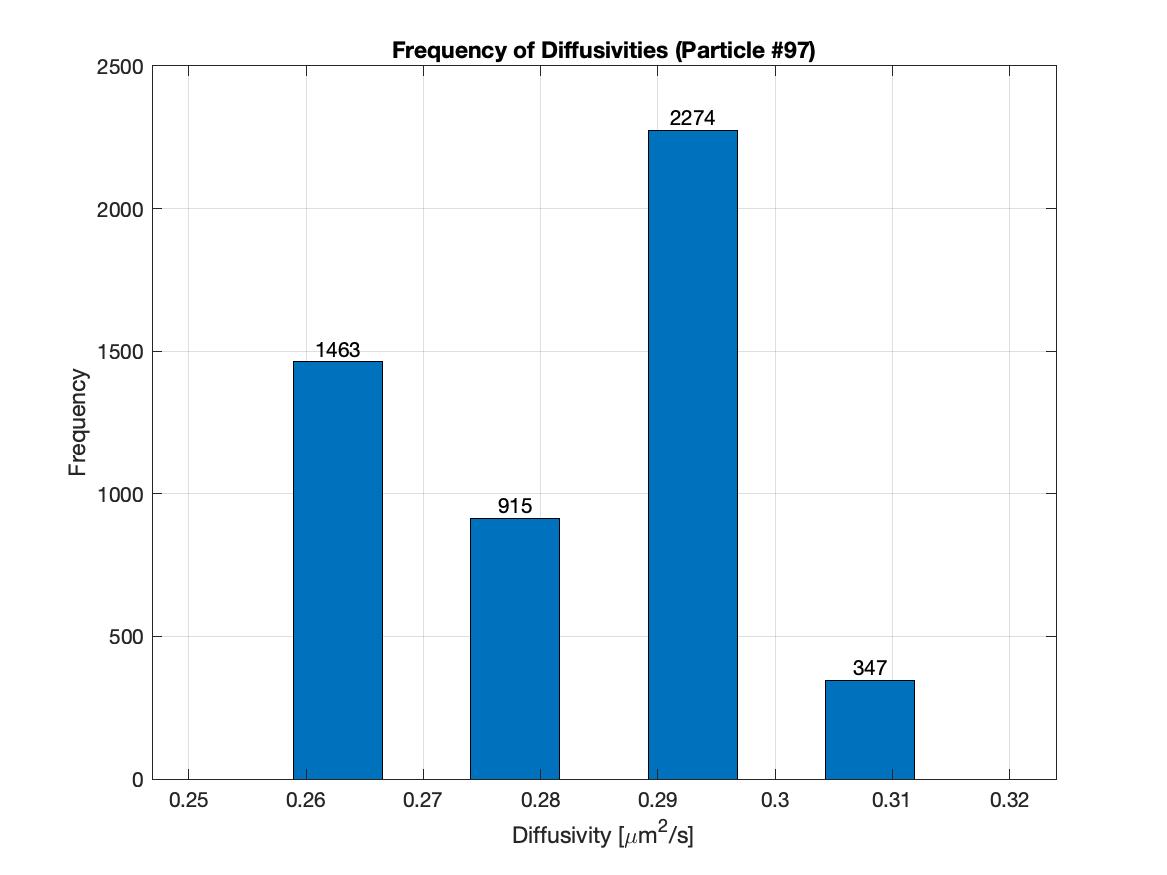 Frequency of Diffusivities (Particle #97)
2500
2000
1500
1000
500
0
Frequency
1463
915
2274
347
0.25 0.26 0.27 0.28 0.29 0.3 0.31 0.32
Diffusivity [μm²/s]